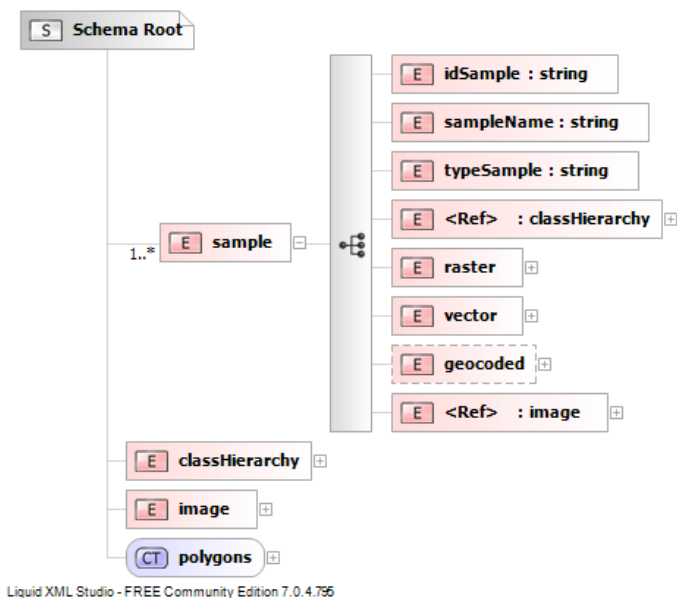 S Schema Root
E idSample : string
E sampleName : string
E typeSample : string
E <Ref> : classHierarchy
1..* E sample
E raster
E vector
E geocoded
E <Ref> : image
E classHierarchy
E image
CT polygons
Liquid XML Studio - FREE Community Edition 7.0.4.795